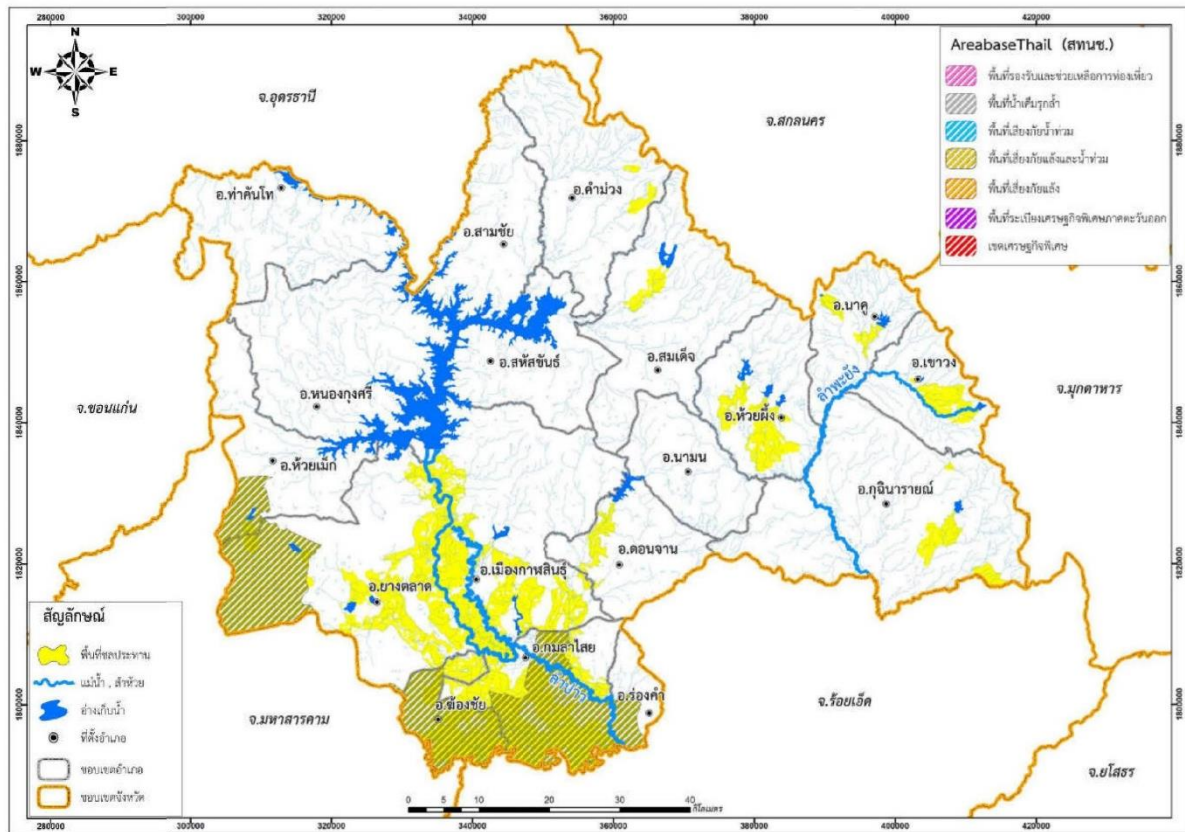 280000 300000 320000 340000 360000 380000 400000 420000
N
W E
S
AreabaseThail (สทนช.)
พื้นที่รองรับและช่วยเหลือการท่องเที่ยว
พื้นที่น้ำเค็มรุกล้ำ
พื้นที่เสี่ยงภัยน้ำท่วม
พื้นที่เสี่ยงภัยแล้งและน้ำท่วม
พื้นที่เสี่ยงภัยแล้ง
พื้นที่ระเบียงเศรษฐกิจพิเศษภาคตะวันออก
เขตเศรษฐกิจพิเศษ
จ.อุดรธานี
จ.สกลนคร
1880000 1880000
อ.ท่าคันโท
อ.คำม่วง
อ.สามชัย
1860000 1860000
อ.นาคู
อ.สหัสขันธ์
อ.สมเด็จ
อ.เขาวง
ลำพะยัง
จ.มุกดาหาร
จ.ขอนแก่น
อ.หนองกุงศรี
อ.ห้วยผึ้ง
1840000 1840000
อ.ห้วยเม็ก
อ.นามน
อ.กุฉินารายณ์
อ.ดอนจาน
1820000 1820000
อ.เมืองกาฬสินธุ์
อ.ยางตลาด
อ.กมลาไสย
ลำปาว
อ.ร่องคำ
อ.ฆ้องชัย
1800000 1800000
จ.มหาสารคาม
จ.ร้อยเอ็ด
จ.ยโสธร
สัญลักษณ์
พื้นที่ชลประทาน
แม่น้ำ , ลำห้วย
อ่างเก็บน้ำ
ที่ตั้งอำเภอ
ขอบเขตอำเภอ
ขอบเขตจังหวัด
0 5 10 20 30 40
กิโลเมตร
280000 300000 320000 340000 360000 380000 400000 420000